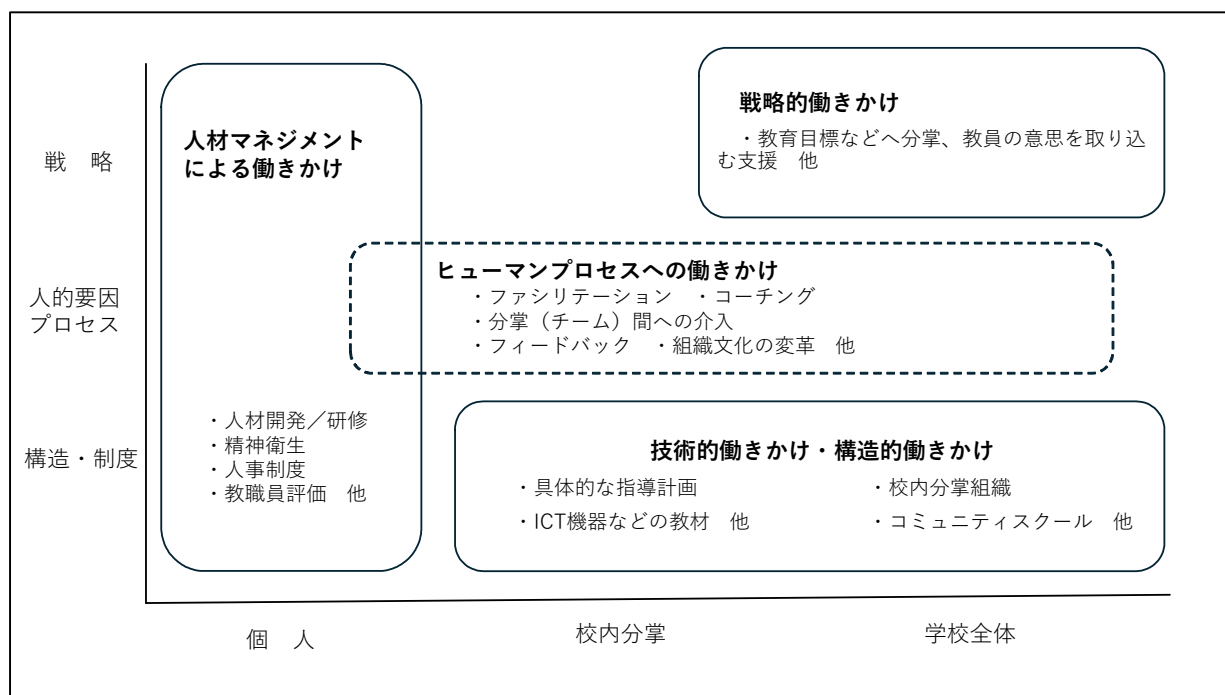 戦略的働きかけ
・教育目標などへ分掌、教員の意思を取り込
む支援　他
人材マネジメント
による働きかけ
戦　略
ヒューマンプロセスへの働きかけ
・ファシリテーション　・コーチング
・分掌（チーム）間への介入
・フィードバック　・組織文化の変革　他
人的要因
プロセス
・人材開発／研修
・精神衛生
・人事制度
・教職員評価　他
構造・制度
技術的働きかけ・構造的働きかけ
・具体的な指導計画
・校内分掌組織
・ICT機器などの教材　他
・コミュニティスクール　他
個　人
校内分掌
学校全体